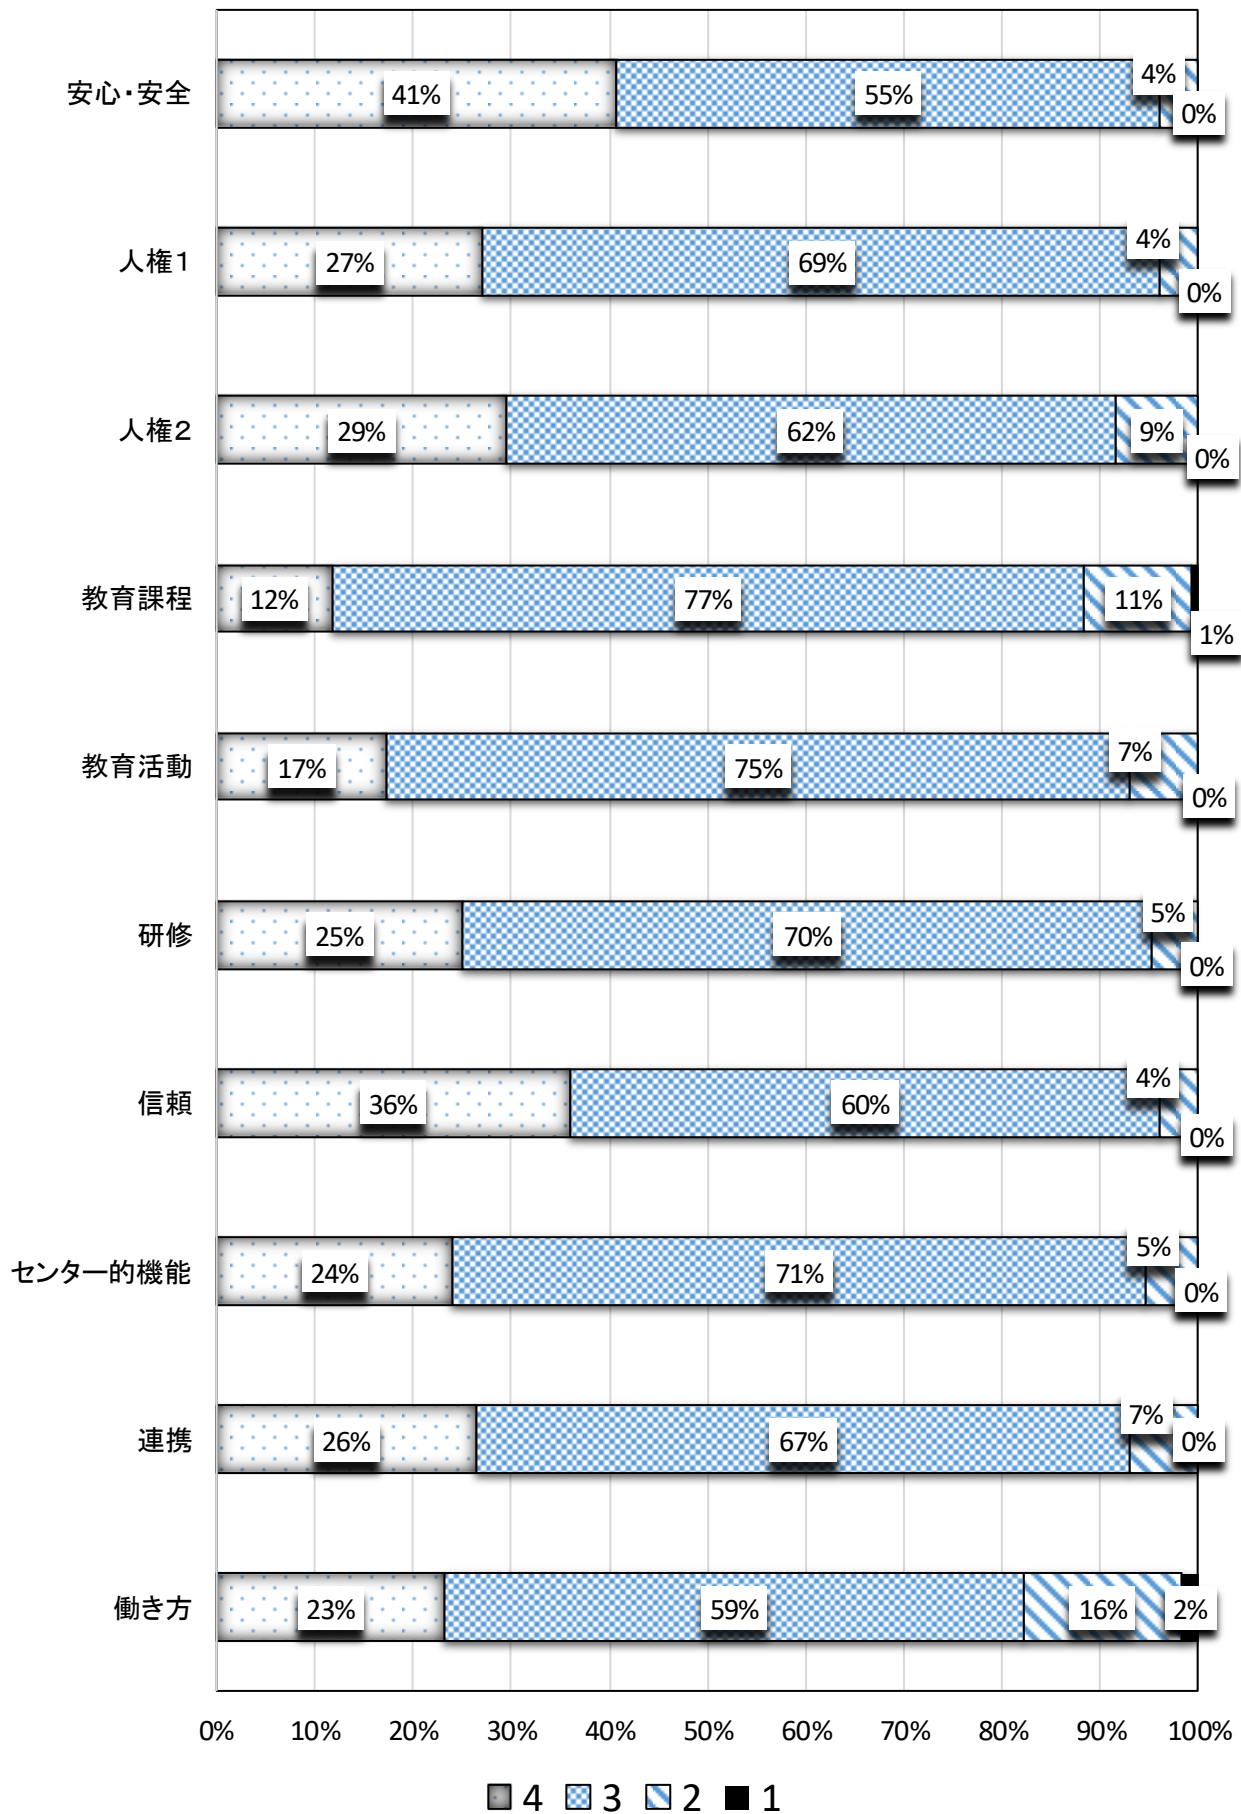 安心・安全 41% 55% 4% 0%
人権1 27% 69% 4% 0%
人権2 29% 62% 9% 0%
教育課程 12% 77% 11% 1%
教育活動 17% 75% 7% 0%
研修 25% 70% 5% 0%
信頼 36% 60% 4% 0%
センター的機能 24% 71% 5% 0%
連携 26% 67% 7% 0%
働き方 23% 59% 16% 2%
0% 10% 20% 30% 40% 50% 60% 70% 80% 90% 100%
4 3 2 1